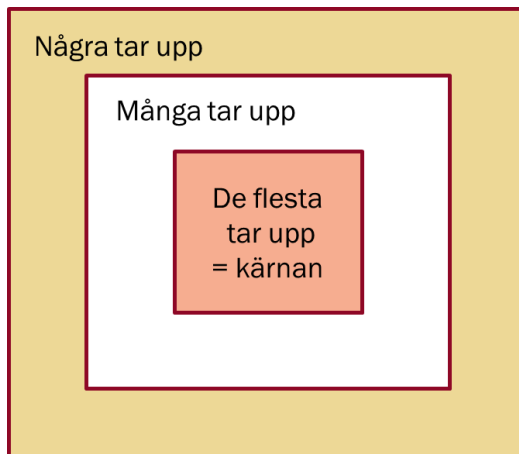 Några tar upp
Många tar upp
De flesta
tar upp
= kärnan